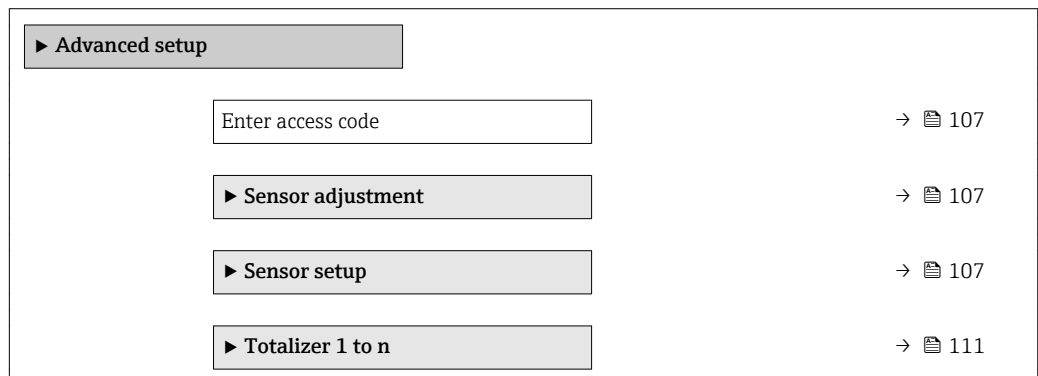 ▶ Advanced setup
Enter access code → 107
▶ Sensor adjustment → 107
▶ Sensor setup → 107
▶ Totalizer 1 to n → 111